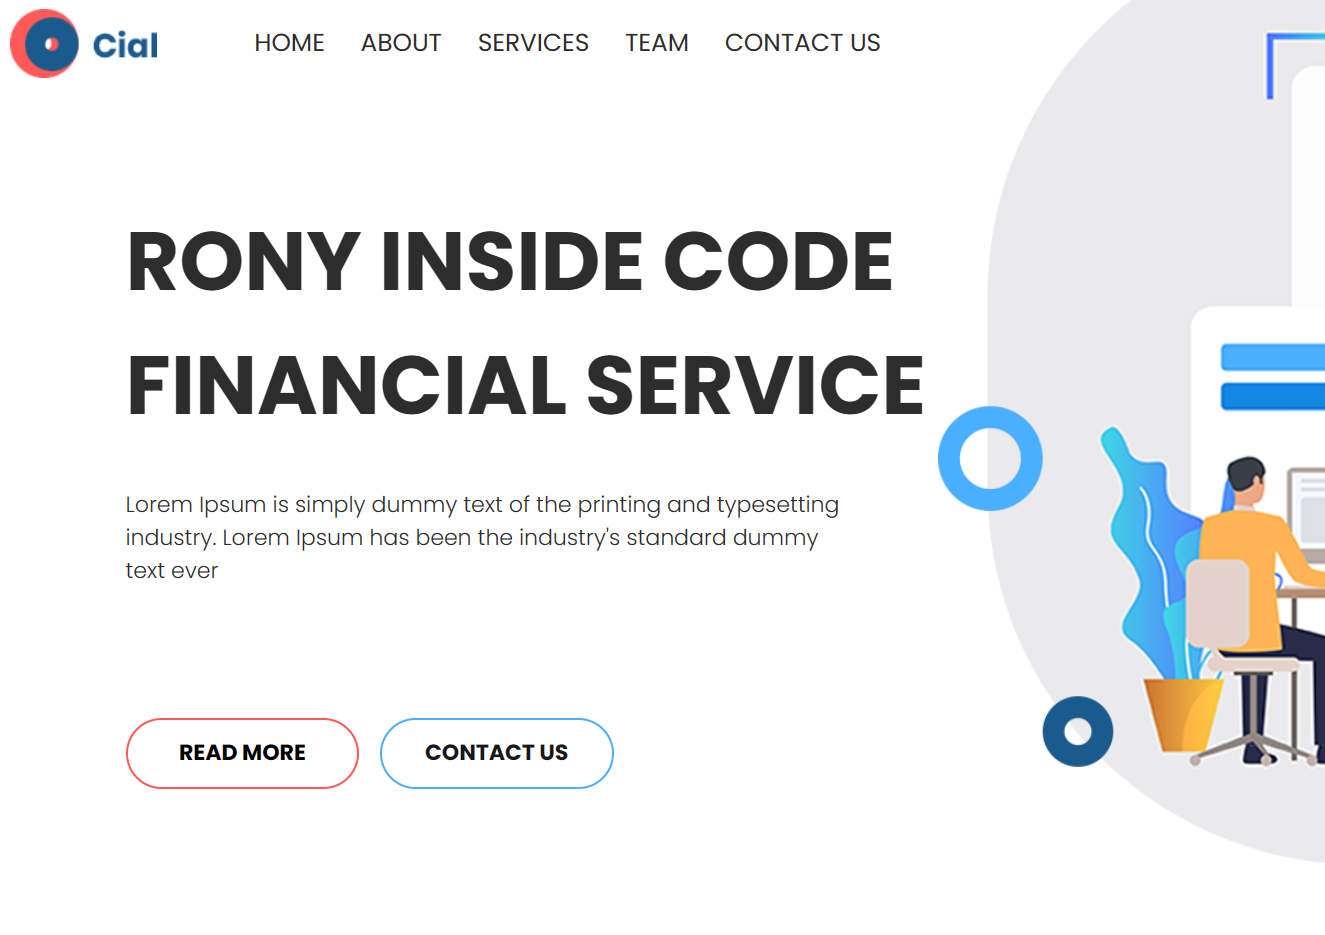 Cial
HOME ABOUT SERVICES TEAM CONTACT US
RONY INSIDE CODE
FINANCIAL SERVICE
Lorem Ipsum is simply dummy text of the printing and typesetting
industry. Lorem Ipsum has been the industry's standard dummy
text ever
READ MORE CONTACT US